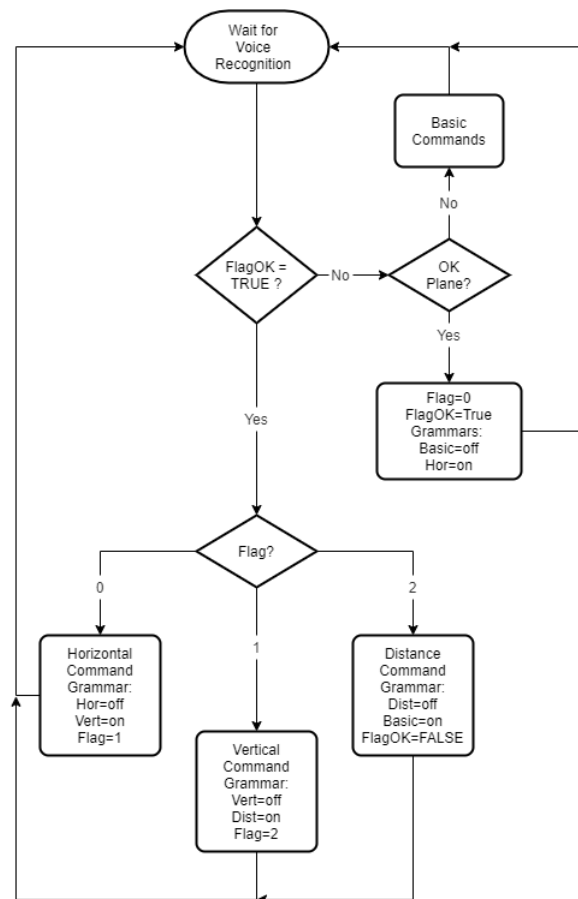 Wait for
Voice
Recognition
Basic
Commands
No
FlagOK =
TRUE ?
No
OK
Plane?
Yes
Flag=0
FlagOK=True
Grammars:
Basic=off
Hor=on
Yes
Flag?
0
1
2
Horizontal
Command
Grammar:
Hor=off
Vert=on
Flag=1
Vertical
Command
Grammar:
Vert=off
Dist=on
Flag=2
Distance
Command
Grammar:
Dist=off
Basic=on
FlagOK=FALSE